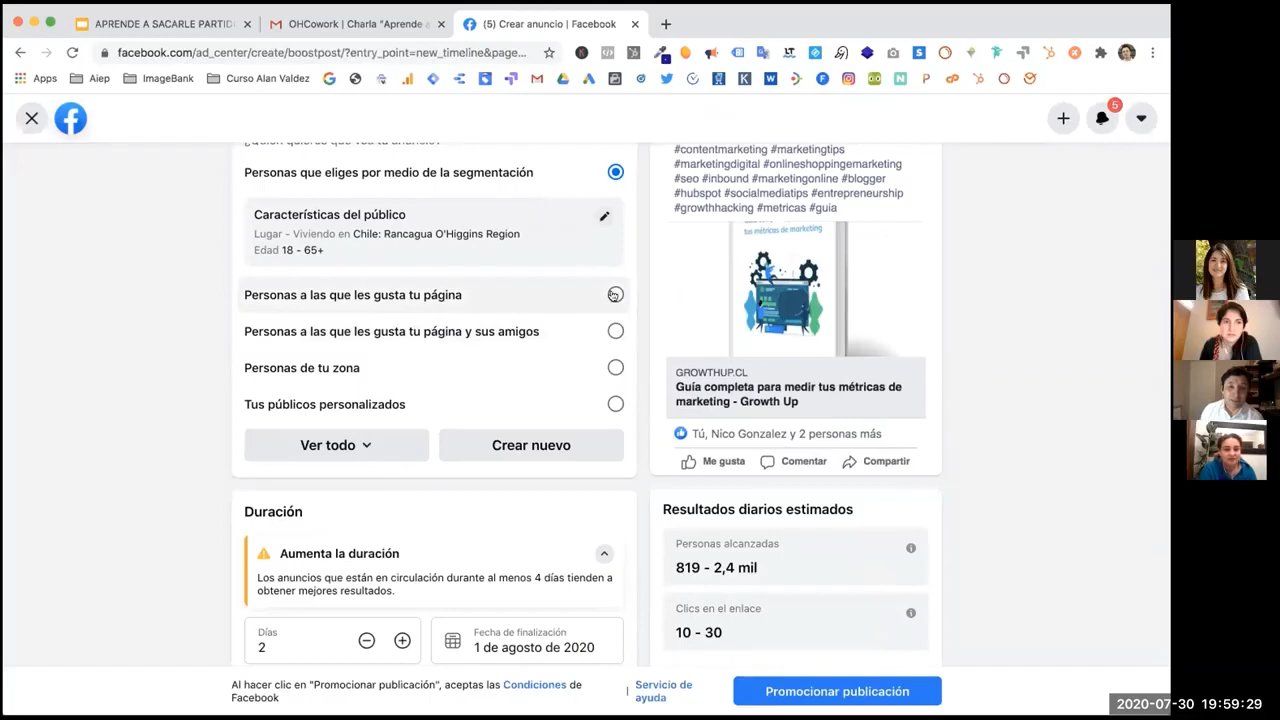 APRENDE A SACARLE PARTID
OHCowork | Charla "Aprende a
(5) Crear anuncio | Facebook
facebook.com/ad_center/create/boostpost/?entry_point=new_timeline&page...
Apps
Aiep
ImageBank
Curso Alan Valdez
5
¿Quién quieres que vea tu anuncio?
Personas que eliges por medio de la segmentación
Características del público
Lugar - Viviendo en Chile: Rancagua O'Higgins Region
Edad 18 - 65+
Personas a las que les gusta tu página
Personas a las que les gusta tu página y sus amigos
Personas de tu zona
Tus públicos personalizados
Ver todo
Crear nuevo
Duración
Aumenta la duración
Los anuncios que están en circulación durante al menos 4 días tienden a
obtener mejores resultados.
Días
2
Fecha de finalización
1 de agosto de 2020
#contentmarketing #marketingtips
#marketingdigital #onlineshoppingemarketing
#seo #inbound #marketingonline #blogger
#hubspot #socialmediatips #entrepreneurship
#growthhacking #metricas #guia
tus métricas de marketing
GROWTHUP.CL
Guía completa para medir tus métricas de
marketing - Growth Up
Tú, Nico Gonzalez y 2 personas más
Me gusta
Comentar
Compartir
Resultados diarios estimados
Personas alcanzadas
819 - 2,4 mil
Clics en el enlace
10 - 30
Al hacer clic en "Promocionar publicación", aceptas las Condiciones de
Facebook
Servicio de
ayuda
Promocionar publicación
2020-07-30 19:59:29